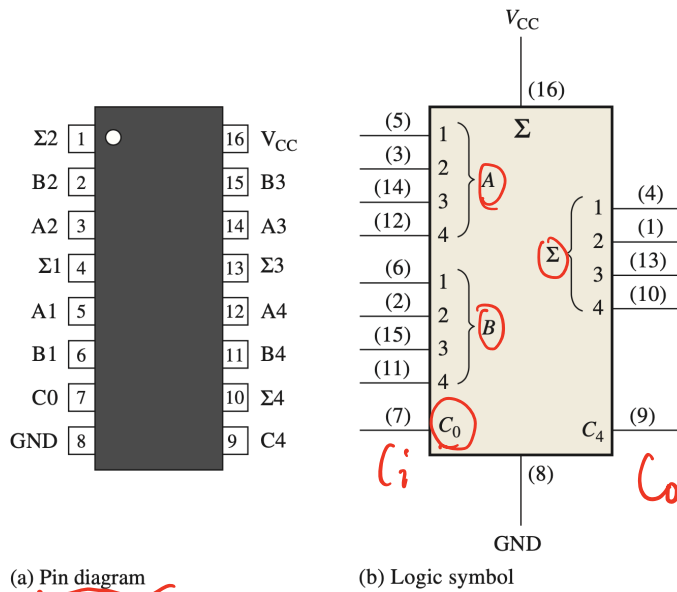 V_CC
(16)
Σ2 1 16 V_CC
B2 2 15 B3
A2 3 14 A3
Σ1 4 13 Σ3
A1 5 12 A4
B1 6 11 B4
C0 7 10 Σ4
GND 8 9 C4
(a) Pin diagram
Σ
(5) 1
(3) 2
(14) 3
(12) 4
A
(6) 1
(2) 2
(15) 3
(11) 4
B
(7) C_0
Ci
Σ
1 (4)
2 (1)
3 (13)
4 (10)
C_4 (9)
Co
(8)
GND
(b) Logic symbol